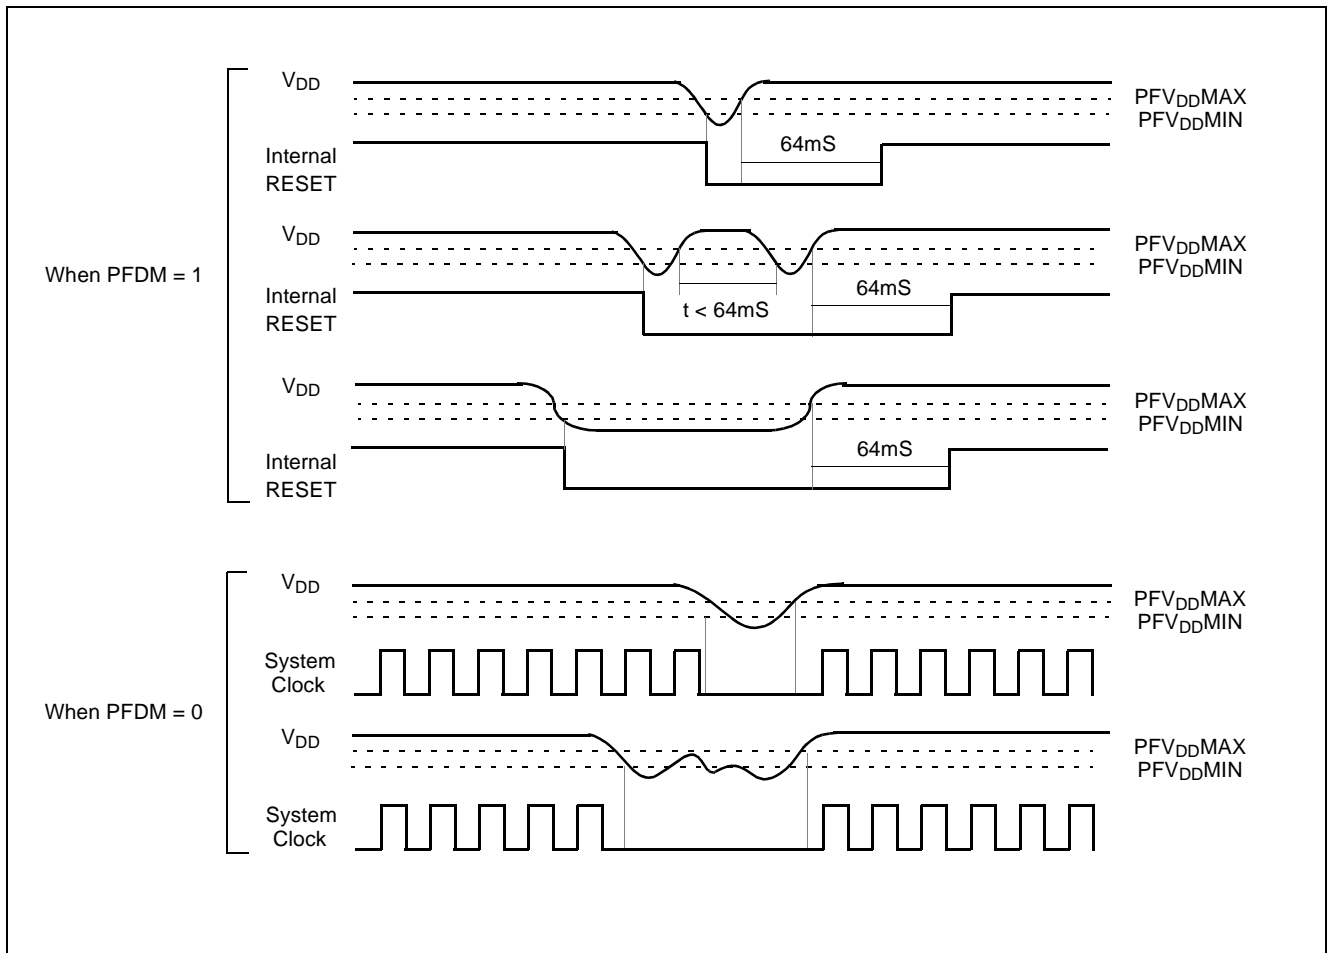 When PFDM = 1
VDD
PFVDDMAX
PFVDDMIN
Internal
RESET
64mS
VDD
PFVDDMAX
PFVDDMIN
Internal
RESET
t < 64mS
64mS
VDD
PFVDDMAX
PFVDDMIN
Internal
RESET
64mS
When PFDM = 0
VDD
PFVDDMAX
PFVDDMIN
System
Clock
VDD
PFVDDMAX
PFVDDMIN
System
Clock